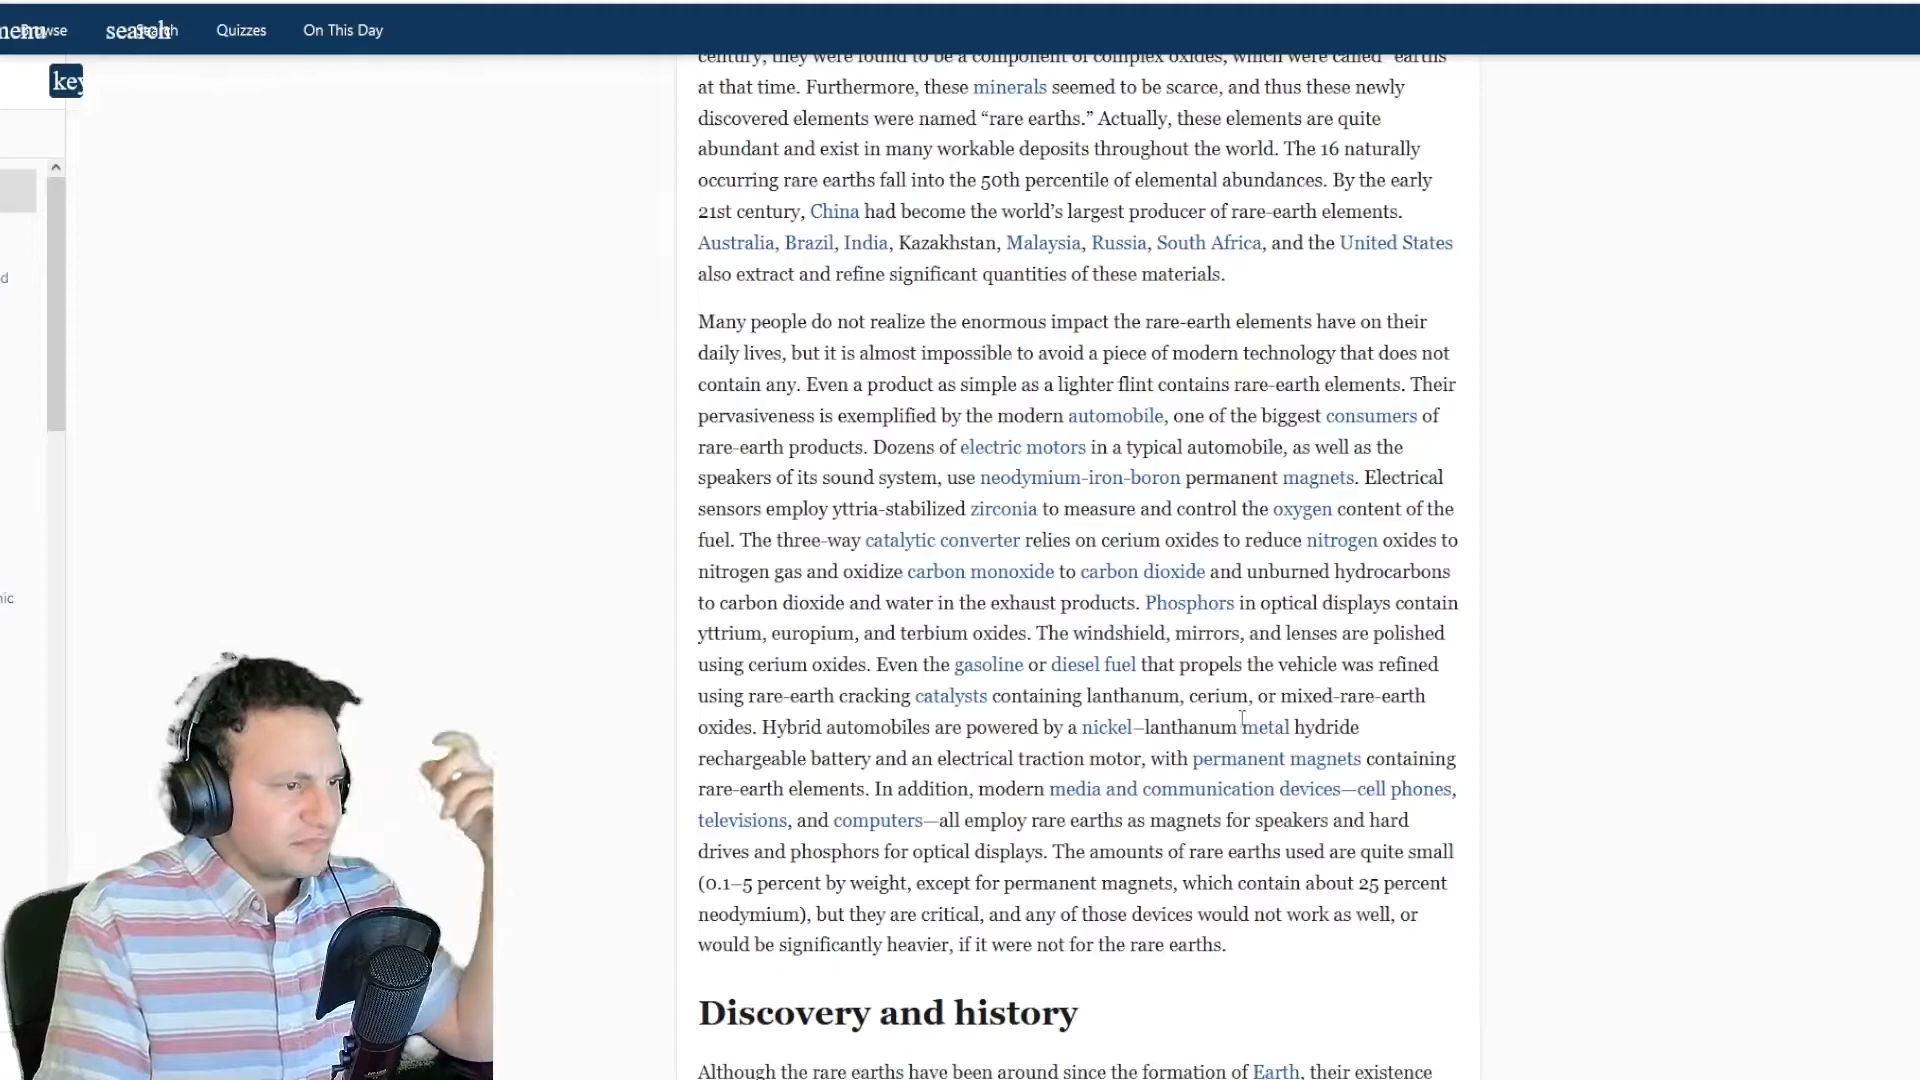 menu
Browse
search
Search
Quizzes
On This Day
key
century, they were found to be a component of complex oxides, which were called “earths”
at that time. Furthermore, these minerals seemed to be scarce, and thus these newly
discovered elements were named “rare earths.” Actually, these elements are quite
abundant and exist in many workable deposits throughout the world. The 16 naturally
occurring rare earths fall into the 50th percentile of elemental abundances. By the early
21st century, China had become the world’s largest producer of rare-earth elements.
Australia, Brazil, India, Kazakhstan, Malaysia, Russia, South Africa, and the United States
also extract and refine significant quantities of these materials.
Many people do not realize the enormous impact the rare-earth elements have on their
daily lives, but it is almost impossible to avoid a piece of modern technology that does not
contain any. Even a product as simple as a lighter flint contains rare-earth elements. Their
pervasiveness is exemplified by the modern automobile, one of the biggest consumers of
rare-earth products. Dozens of electric motors in a typical automobile, as well as the
speakers of its sound system, use neodymium-iron-boron permanent magnets. Electrical
sensors employ yttria-stabilized zirconia to measure and control the oxygen content of the
fuel. The three-way catalytic converter relies on cerium oxides to reduce nitrogen oxides to
nitrogen gas and oxidize carbon monoxide to carbon dioxide and unburned hydrocarbons
to carbon dioxide and water in the exhaust products. Phosphors in optical displays contain
yttrium, europium, and terbium oxides. The windshield, mirrors, and lenses are polished
using cerium oxides. Even the gasoline or diesel fuel that propels the vehicle was refined
using rare-earth cracking catalysts containing lanthanum, cerium, or mixed-rare-earth
oxides. Hybrid automobiles are powered by a nickel–lanthanum metal hydride
rechargeable battery and an electrical traction motor, with permanent magnets containing
rare-earth elements. In addition, modern media and communication devices—cell phones,
televisions, and computers—all employ rare earths as magnets for speakers and hard
drives and phosphors for optical displays. The amounts of rare earths used are quite small
(0.1–5 percent by weight, except for permanent magnets, which contain about 25 percent
neodymium), but they are critical, and any of those devices would not work as well, or
would be significantly heavier, if it were not for the rare earths.
Discovery and history
Although the rare earths have been around since the formation of Earth, their existence